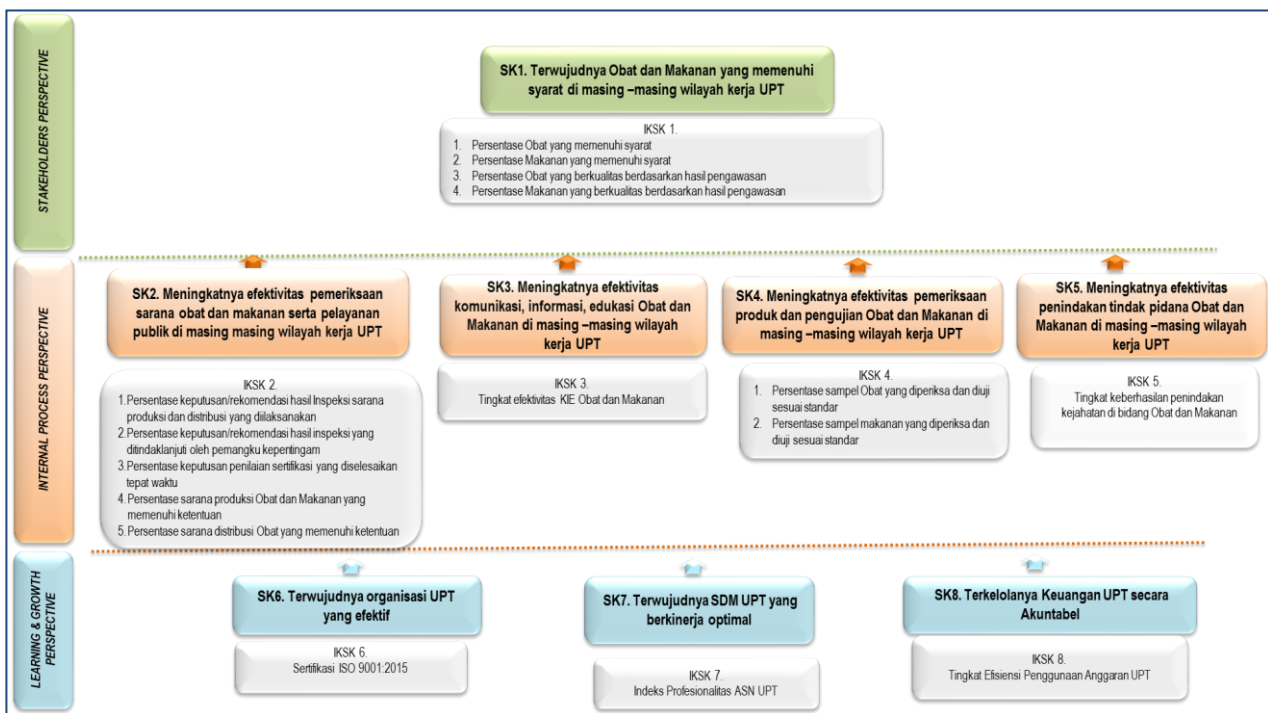 STAKEHOLDERS PERSPECTIVE
SK1. Terwujudnya Obat dan Makanan yang memenuhi
syarat di masing –masing wilayah kerja UPT
IKSK 1.
1. Persentase Obat yang memenuhi syarat
2. Persentase Makanan yang memenuhi syarat
3. Persentase Obat yang berkualitas berdasarkan hasil pengawasan
4. Persentase Makanan yang berkualitas berdasarkan hasil pengawasan
INTERNAL PROCESS PERSPECTIVE
SK2. Meningkatnya efektivitas pemeriksaan
sarana obat dan makanan serta pelayanan
publik di masing masing wilayah kerja UPT
IKSK 2.
1.Persentase keputusan/rekomendasi hasil Inspeksi sarana
produksi dan distribusi yang dilaksanakan
2.Persentase keputusan/rekomendasi hasil inspeksi yang
ditindaklanjuti oleh pemangku kepentingam
3.Persentase keputusan penilaian sertifikasi yang diselesaikan
tepat waktu
4.Persentase sarana produksi Obat dan Makanan yang
memenuhi ketentuan
5.Persentase sarana distribusi Obat yang memenuhi ketentuan
SK3. Meningkatnya efektivitas
komunikasi, informasi, edukasi Obat dan
Makanan di masing –masing wilayah
kerja UPT
IKSK 3.
Tingkat efektivitas KIE Obat dan Makanan
SK4. Meningkatnya efektivitas pemeriksaan
produk dan pengujian Obat dan Makanan di
masing –masing wilayah kerja UPT
IKSK 4.
1. Persentase sampel Obat yang diperiksa dan diuji
sesuai standar
2. Persentase sampel makanan yang diperiksa dan
diuji sesuai standar
SK5. Meningkatnya efektivitas
penindakan tindak pidana Obat dan
Makanan di masing –masing wilayah
kerja UPT
IKSK 5.
Tingkat keberhasilan penindakan
kejahatan di bidang Obat dan Makanan
LEARNING & GROWTH
PERSPECTIVE
SK6. Terwujudnya organisasi UPT
yang efektif
IKSK 6.
Sertifikasi ISO 9001:2015
SK7. Terwujudnya SDM UPT yang
berkinerja optimal
IKSK 7.
Indeks Profesionalitas ASN UPT
SK8. Terkelolanya Keuangan UPT secara
Akuntabel
IKSK 8.
Tingkat Efisiensi Penggunaan Anggaran UPT